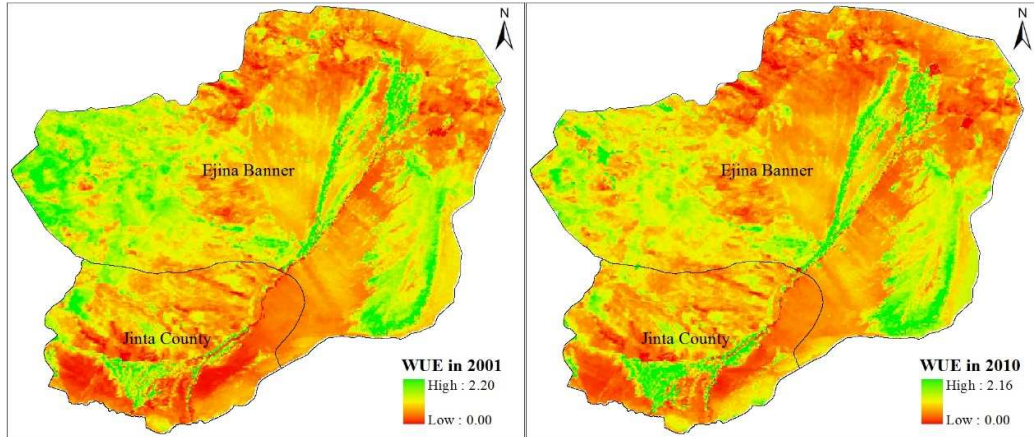 N
Ejina Banner
Jinta County
WUE in 2001
High : 2.20
Low : 0.00
N
Ejina Banner
Jinta County
WUE in 2010
High : 2.16
Low : 0.00